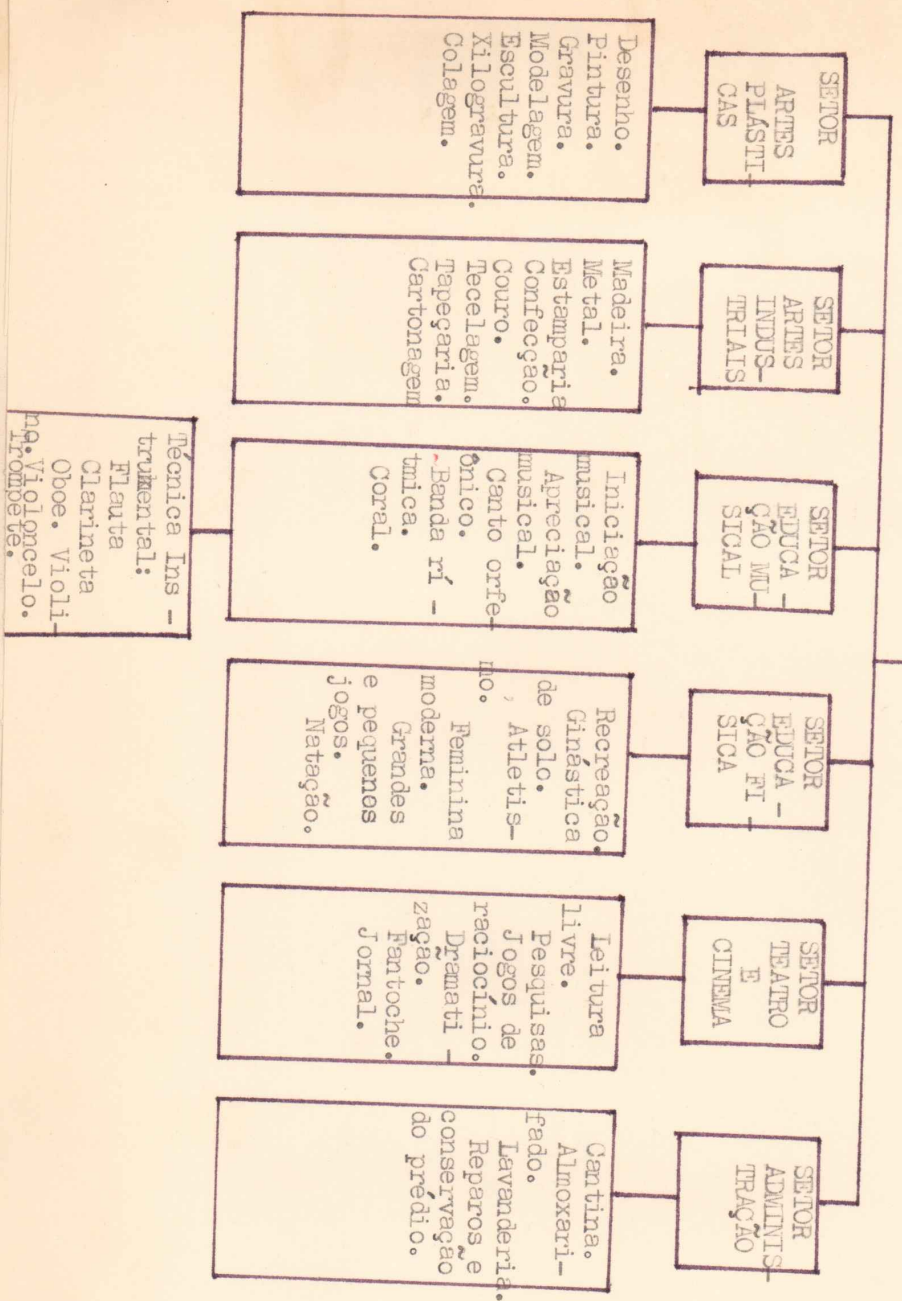 SETOR
ARTES
PLÁSTI-
CAS
Desenho.
Pintura.
Gravura.
Modelagem.
Escultura.
Xilogravura.
Colagem.
SETOR
ARTES
INDUS-
TRIAIS
Madeira.
Metal.
Estamparia
Confecção.
Couro.
Tecelagem.
Tapeçaria.
Cartonagem
SETOR
EDUCA -
ÇÃO MU-
SICAL
Iniciação
musical.
Apreciação
musical.
Canto orfe-
ônico.
Banda rí -
tmica.
Coral.
Técnica Ins -
trumental:
Flauta
Clarineta
Oboe. Violi-
no. Violoncelo.
Trompete.
SETOR
EDUCA -
ÇÃO FI -
SICA
Recreação.
Ginástica
de solo.
, Atletis-
mo.
Feminina
moderna.
Grandes
e pequenos
jogos.
Natação.
SETOR
TEATRO
E
CINEMA
Leitura
livre.
Pesquisas.
Jogos de
raciocínio.
Dramati -
zação.
Fantoche.
Jornal.
SETOR
ADMINIS-
TRAÇÃO
Cantina.
Almoxari-
fado.
Lavanderia.
Reparos e
conservação
do prédio.